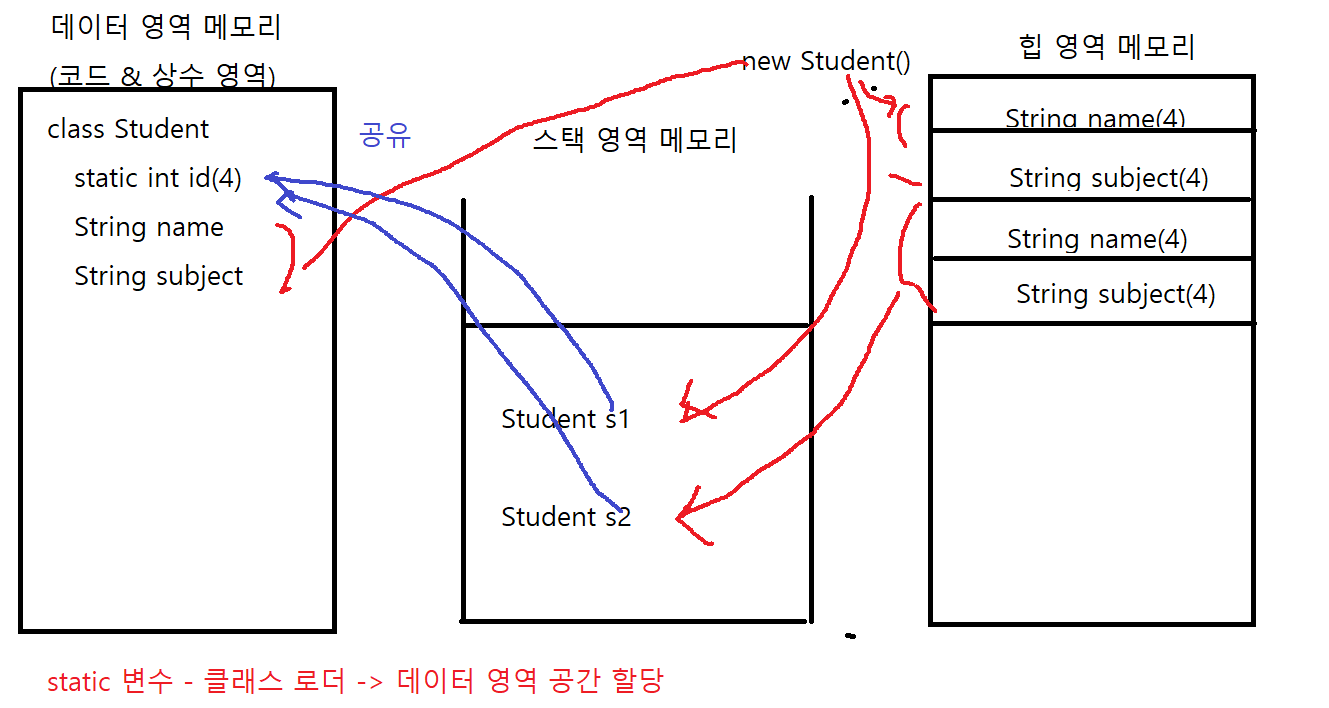 데이터 영역 메모리
(코드 & 상수 영역)
class Student
static int id(4)
String name
String subject
공유
new Student()
스택 영역 메모리
Student s1
Student s2
힙 영역 메모리
String name(4)
String subject(4)
String name(4)
String subject(4)
static 변수 - 클래스 로더 -> 데이터 영역 공간 할당